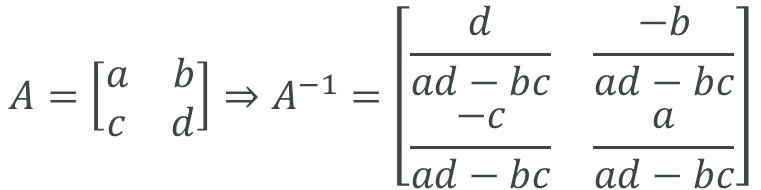 A = [a b; c d] ⇒ A⁻¹ = [d/(ad − bc) −b/(ad − bc); −c/(ad − bc) a/(ad − bc)]